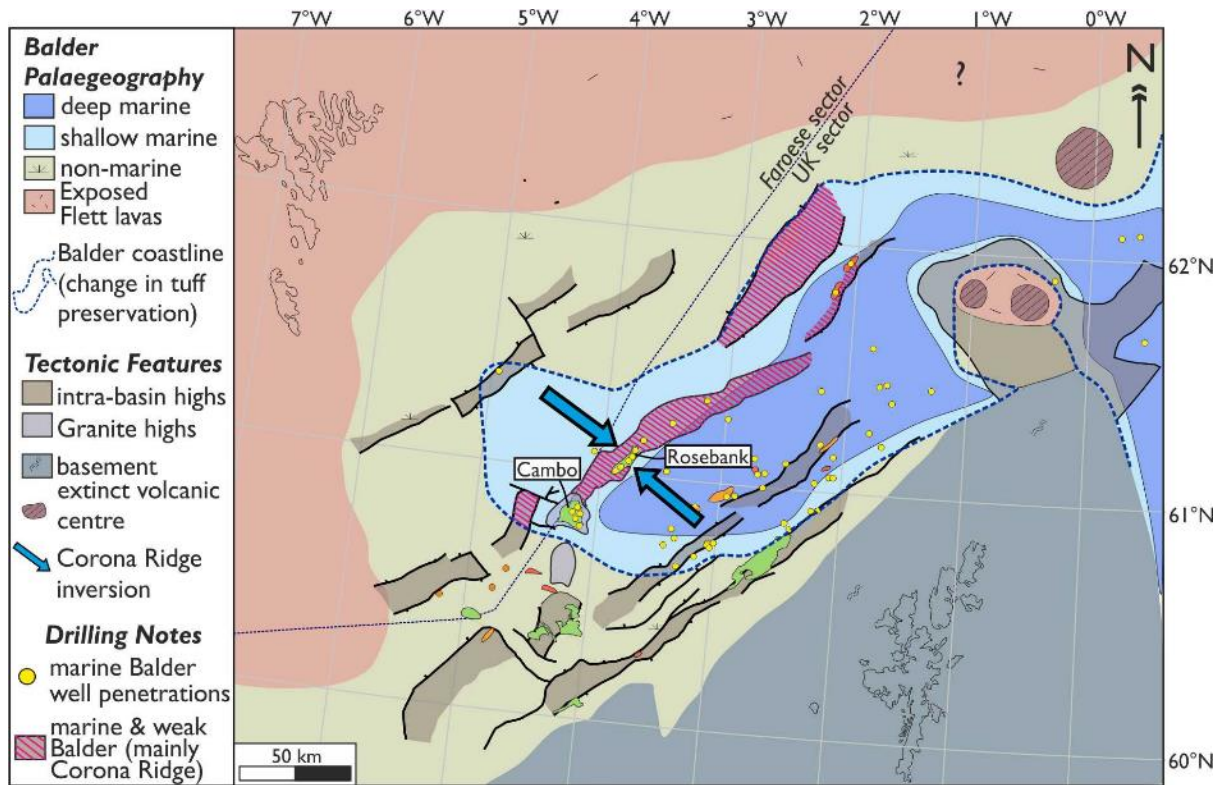 7°W 6°W 5°W 4°W 3°W 2°W 1°W 0°W
Balder
Palaegeography
deep marine
shallow marine
non-marine
Exposed
Flett lavas
Balder coastline
(change in tuff
preservation)
Tectonic Features
intra-basin highs
Granite highs
basement
extinct volcanic
centre
Corona Ridge
inversion
Drilling Notes
marine Balder
well penetrations
marine & weak
Balder (mainly
Corona Ridge)
Faroese sector
UK sector
?
N
Cambo
Rosebank
62°N
61°N
60°N
50 km